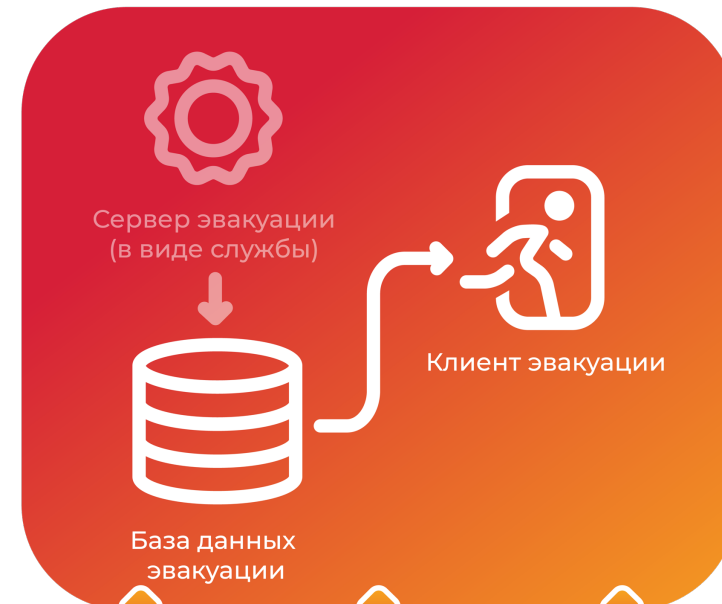 Сервер эвакуации
(в виде службы)
Клиент эвакуации
База данных
эвакуации